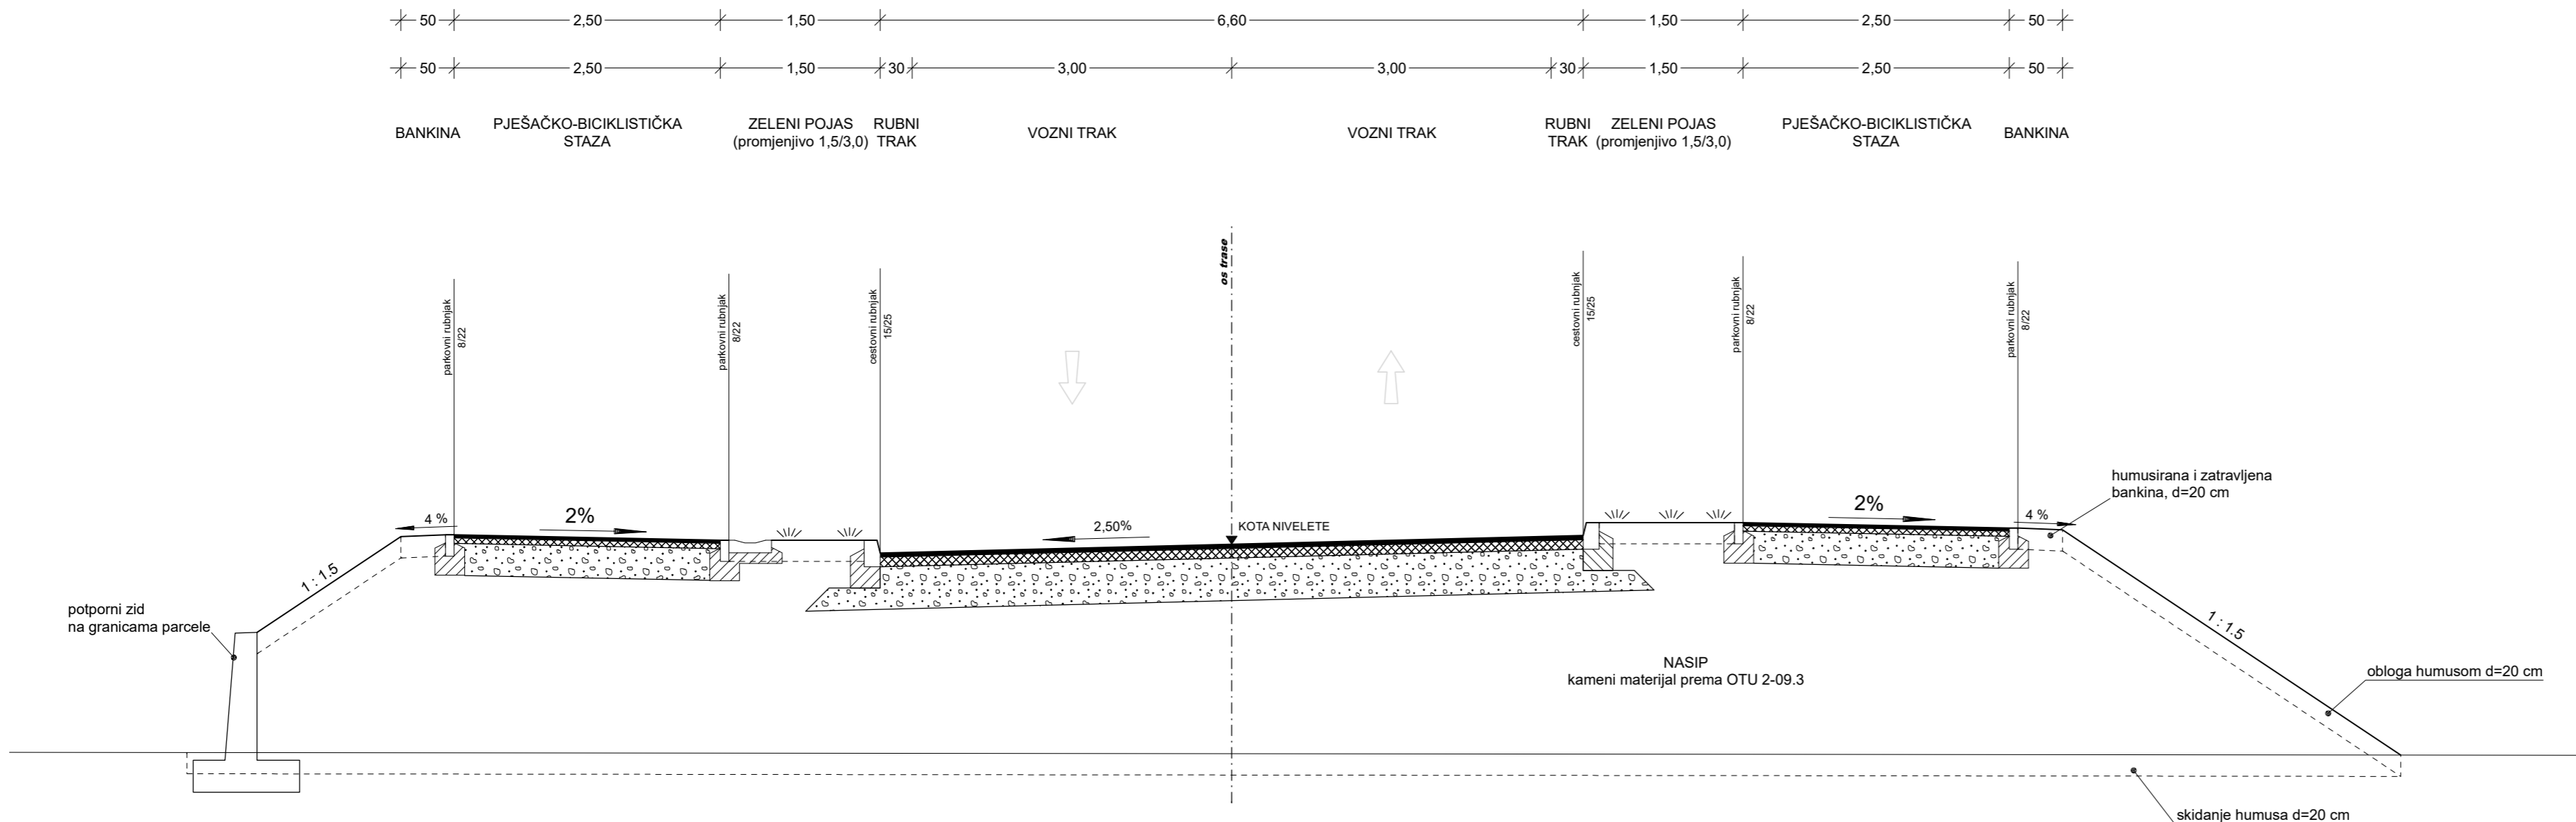 50 2,50 1,50 6,60 1,50 2,50 50
50 2,50 1,50 30 3,00 3,00 30 1,50 2,50 50
BANKINA
PJEŠAČKO-BICIKLISTIČKA
STAZA
ZELENI POJAS
(promjenjivo 1,5/3,0)
RUBNI
TRAK
VOZNI TRAK
VOZNI TRAK
RUBNI
TRAK
ZELENI POJAS
(promjenjivo 1,5/3,0)
PJEŠAČKO-BICIKLISTIČKA
STAZA
BANKINA
parkovni rubnjak
8/22
parkovni rubnjak
8/22
cestovni rubnjak
15/25
os trase
cestovni rubnjak
15/25
parkovni rubnjak
8/22
parkovni rubnjak
8/22
humusirana i zatravljena
bankina, d=20 cm
4 %
2%
2,50%
KOTA NIVELETE
2%
4 %
1 : 1.5
potporni zid
na granicama parcele
1 : 1.5
NASIP
kameni materijal prema OTU 2-09.3
obloga humusom d=20 cm
skidanje humusa d=20 cm